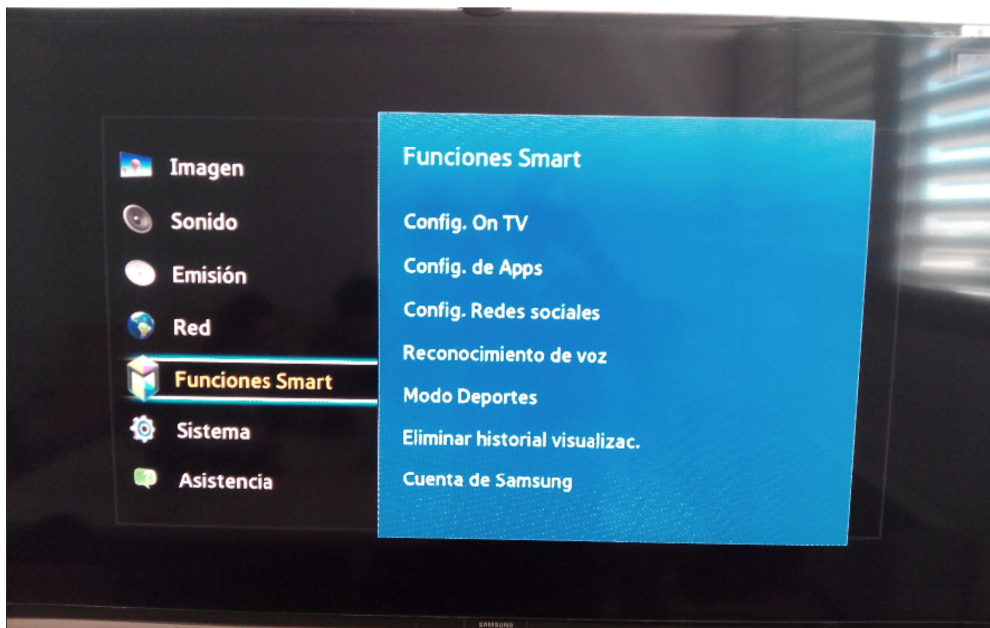 Imagen
Sonido
Emisión
Red
Funciones Smart
Sistema
Asistencia
Funciones Smart
Config. On TV
Config. de Apps
Config. Redes sociales
Reconocimiento de voz
Modo Deportes
Eliminar historial visualizac.
Cuenta de Samsung
SAMSUNG